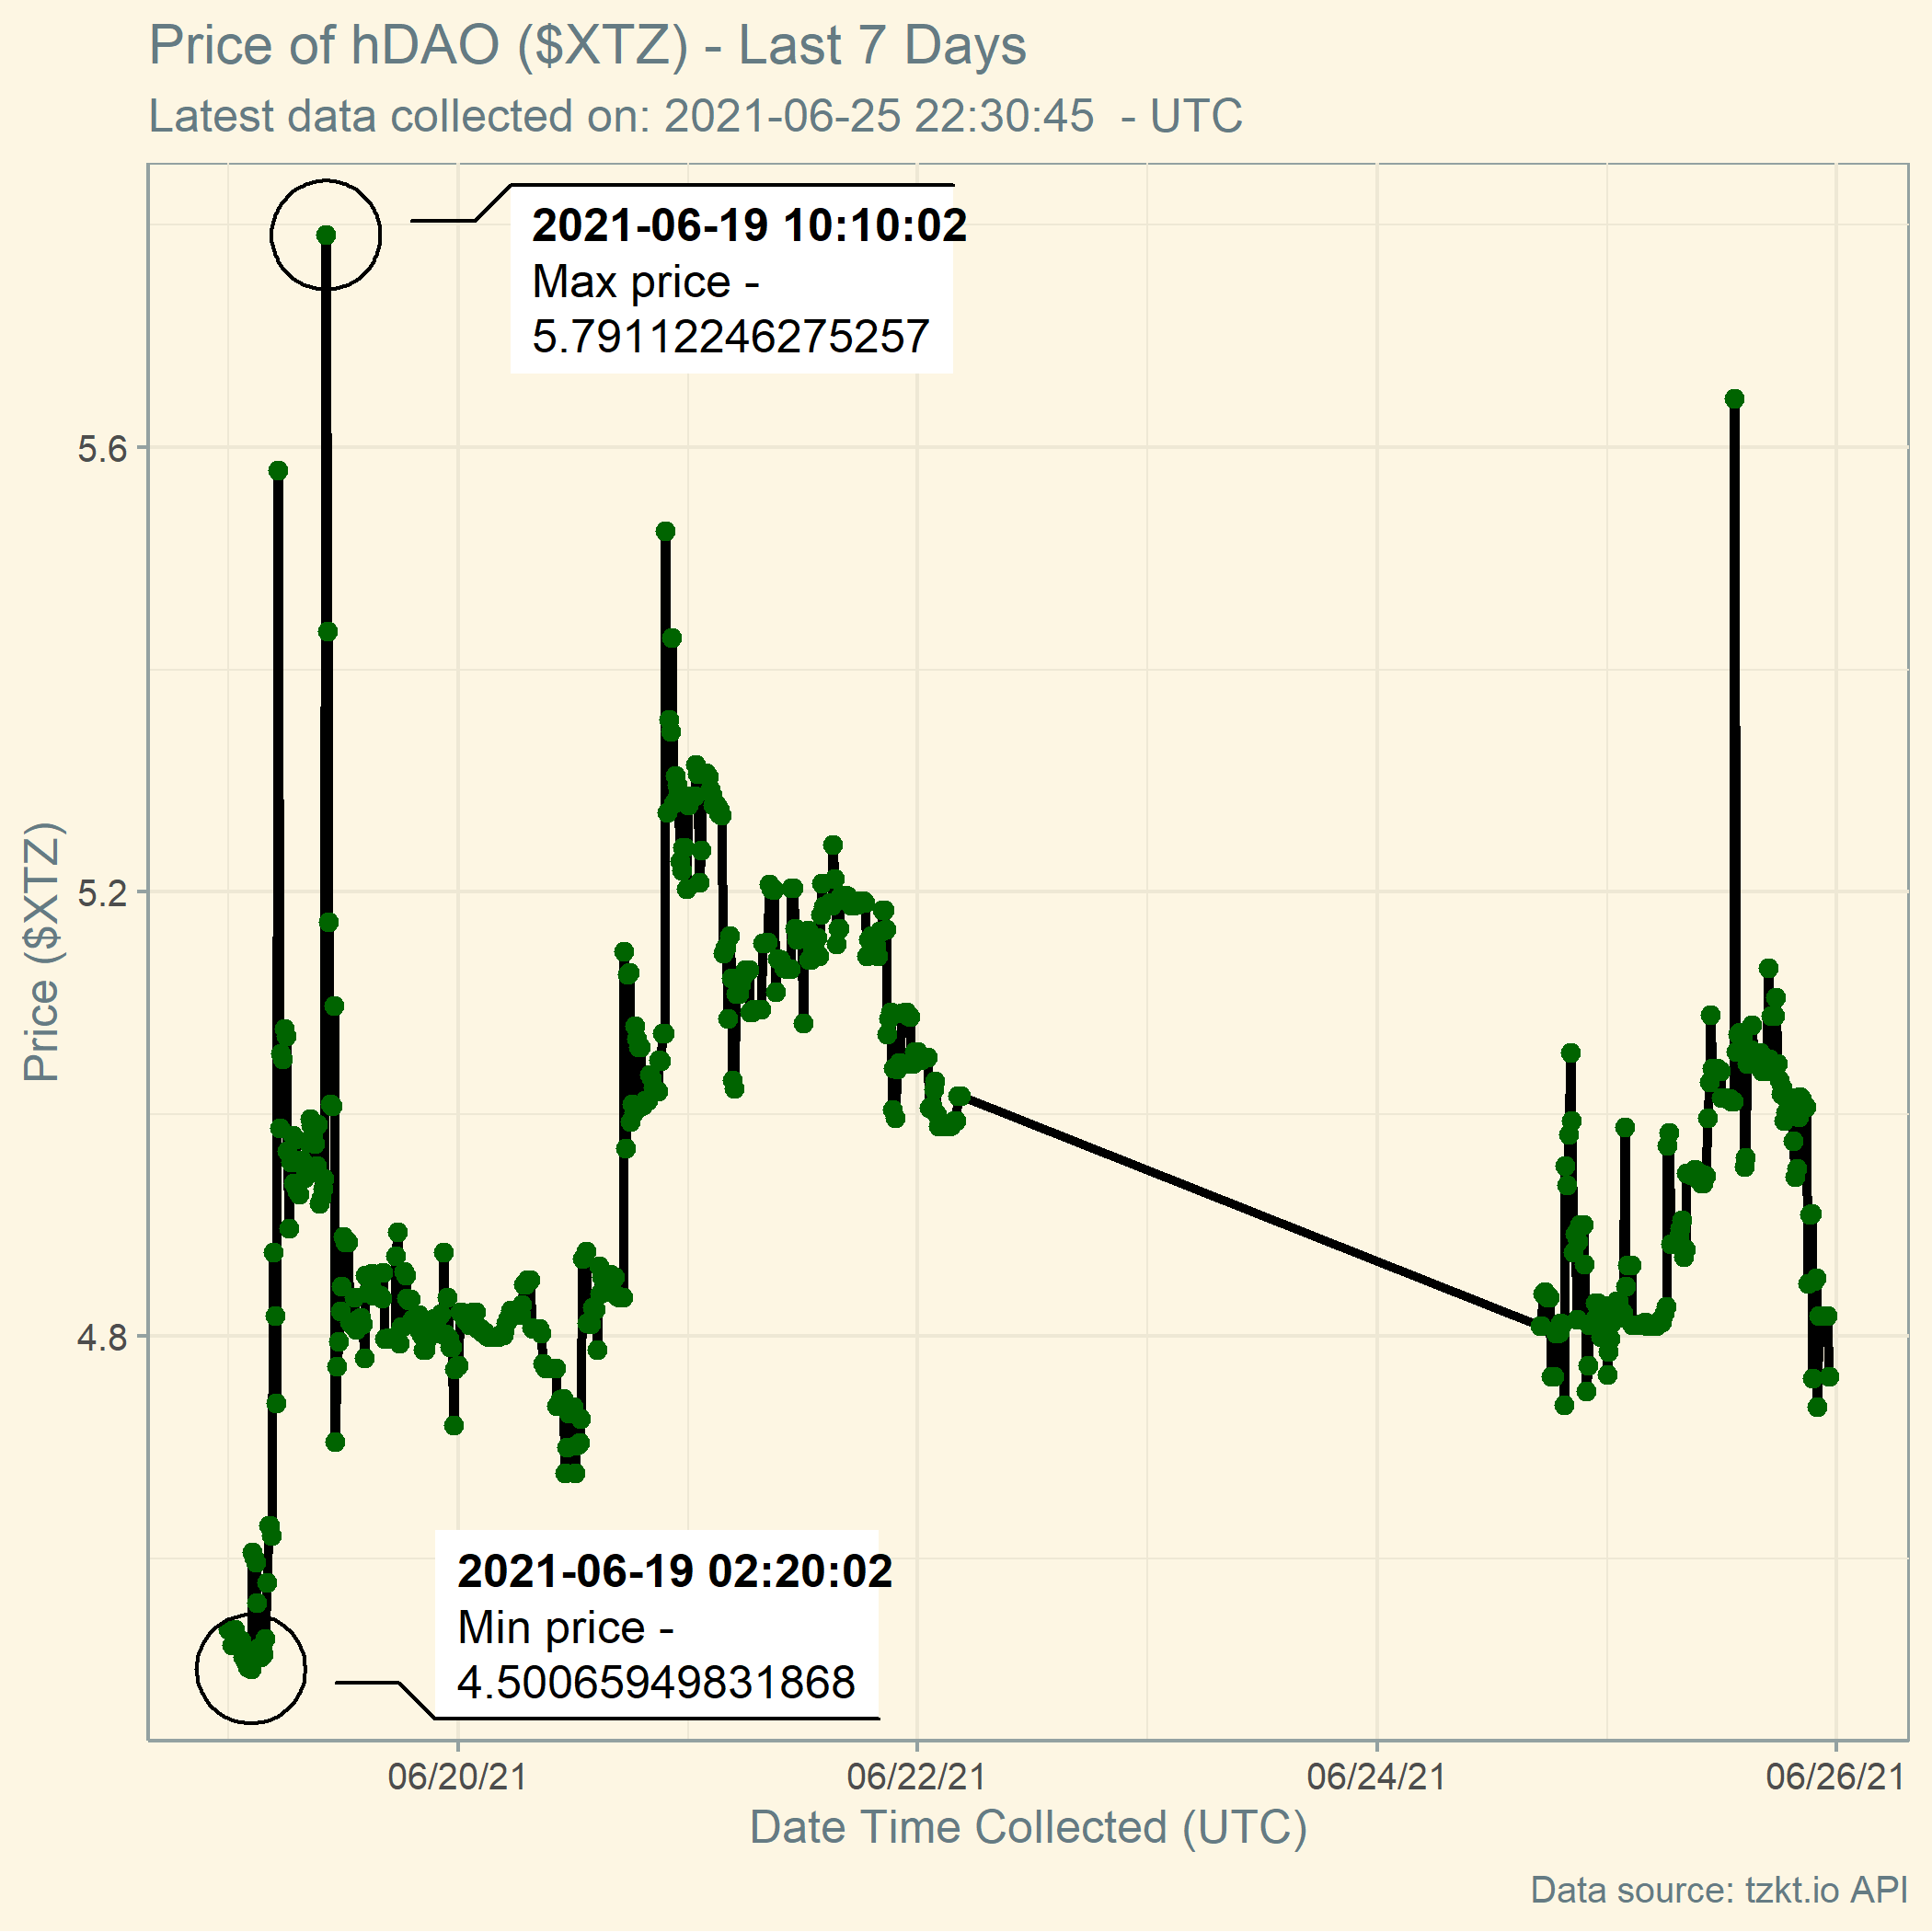 Price of hDAO ($XTZ) - Last 7 Days
Latest data collected on: 2021-06-25 22:30:45  - UTC
2021-06-19 10:10:02
Max price -
5.79112246275257
5.6
5.2
4.8
Price ($XTZ)
2021-06-19 02:20:02
Min price -
4.50065949831868
06/20/21
06/22/21
06/24/21
06/26/21
Date Time Collected (UTC)
Data source: tzkt.io API